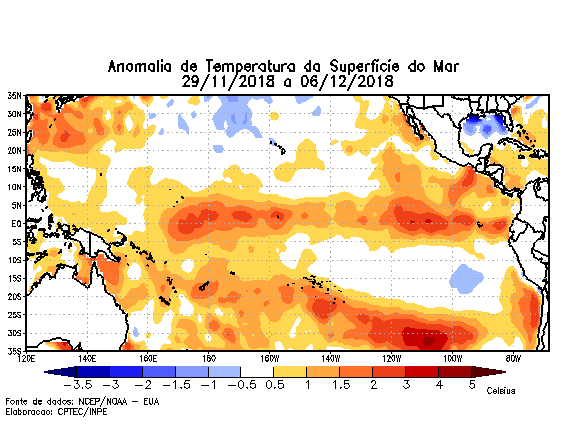 Anomalia de Temperatura da Superfície do Mar
29/11/2018 a 06/12/2018
35N
30N
25N
20N
15N
10N
5N
EQ
5S
10S
15S
20S
25S
30S
35S
120E 140E 160E 180 160W 140W 120W 100W 80W
-3.5 -3 -2 -1.5 -1 -0.5 0.5 1 1.5 2 3 4 5
Celsius
Fonte de dados: NCEP/NOAA - EUA
Elaboracao: CPTEC/INPE